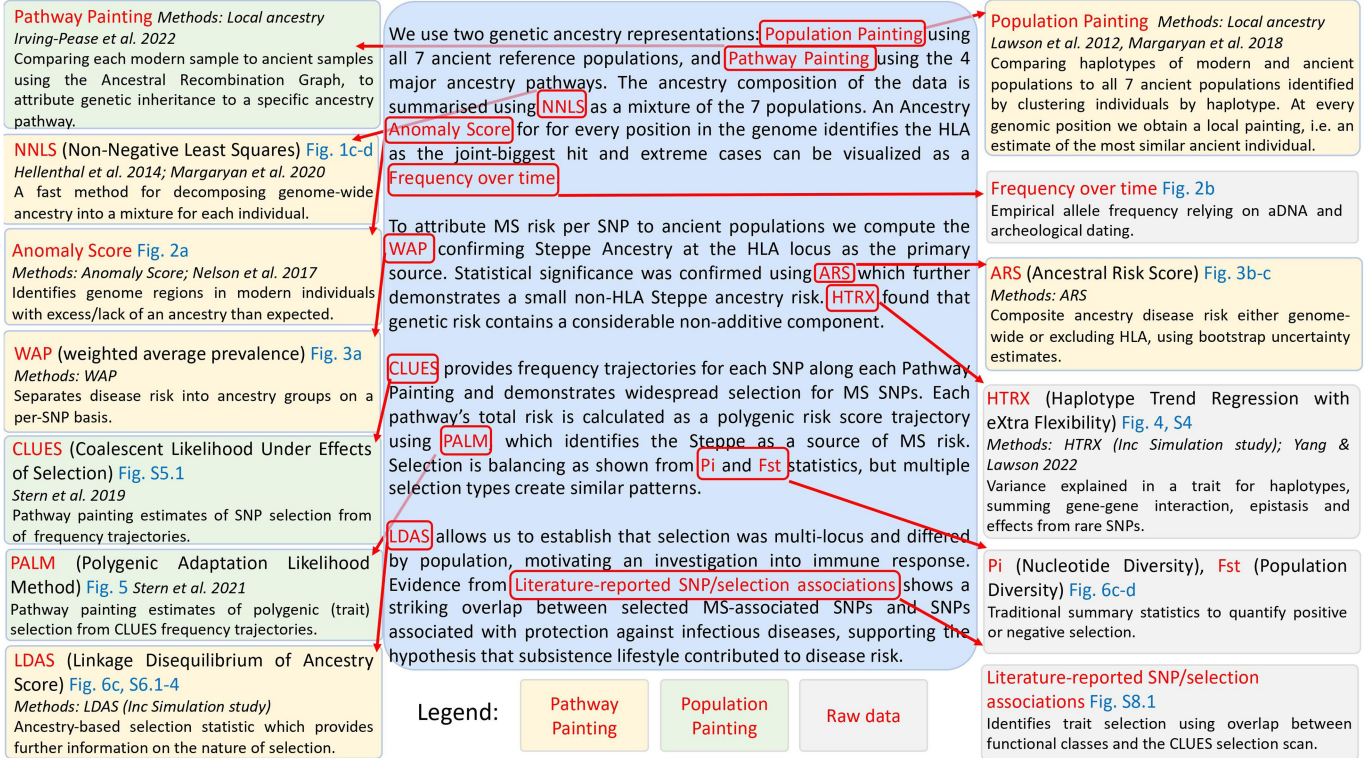 Pathway Painting Methods: Local ancestry
Irving-Pease et al. 2022
Comparing each modern sample to ancient samples
using the Ancestral Recombination Graph, to
attribute genetic inheritance to a specific ancestry
pathway.
NNLS (Non-Negative Least Squares) Fig. 1c-d
Hellenthal et al. 2014; Margaryan et al. 2020
A fast method for decomposing genome-wide
ancestry into a mixture for each individual.
Anomaly Score Fig. 2a
Methods: Anomaly Score; Nelson et al. 2017
Identifies genome regions in modern individuals
with excess/lack of an ancestry than expected.
WAP (weighted average prevalence) Fig. 3a
Methods: WAP
Separates disease risk into ancestry groups on a
per-SNP basis.
CLUES (Coalescent Likelihood Under Effects
of Selection) Fig. S5.1
Stern et al. 2019
Pathway painting estimates of SNP selection from
of frequency trajectories.
PALM (Polygenic Adaptation Likelihood
Method) Fig. 5 Stern et al. 2021
Pathway painting estimates of polygenic (trait)
selection from CLUES frequency trajectories.
LDAS (Linkage Disequilibrium of Ancestry
Score) Fig. 6c, S6.1-4
Methods: LDAS (Inc Simulation study)
Ancestry-based selection statistic which provides
further information on the nature of selection.
We use two genetic ancestry representations: Population Painting using
all 7 ancient reference populations, and Pathway Painting using the 4
major ancestry pathways. The ancestry composition of the data is
summarised using NNLS as a mixture of the 7 populations. An Ancestry
Anomaly Score for for every position in the genome identifies the HLA
as the joint-biggest hit and extreme cases can be visualized as a
Frequency over time
To attribute MS risk per SNP to ancient populations we compute the
WAP confirming Steppe Ancestry at the HLA locus as the primary
source. Statistical significance was confirmed using ARS which further
demonstrates a small non-HLA Steppe ancestry risk. HTRX found that
genetic risk contains a considerable non-additive component.
CLUES provides frequency trajectories for each SNP along each Pathway
Painting and demonstrates widespread selection for MS SNPs. Each
pathway's total risk is calculated as a polygenic risk score trajectory
using PALM which identifies the Steppe as a source of MS risk.
Selection is balancing as shown from Pi and Fst statistics, but multiple
selection types create similar patterns.
LDAS allows us to establish that selection was multi-locus and differed
by population, motivating an investigation into immune response.
Evidence from Literature-reported SNP/selection associations shows a
striking overlap between selected MS-associated SNPs and SNPs
associated with protection against infectious diseases, supporting the
hypothesis that subsistence lifestyle contributed to disease risk.
Legend:
Pathway
Painting
Population
Painting
Raw data
Population Painting Methods: Local ancestry
Lawson et al. 2012, Margaryan et al. 2018
Comparing haplotypes of modern and ancient
populations to all 7 ancient populations identified
by clustering individuals by haplotype. At every
genomic position we obtain a local painting, i.e. an
estimate of the most similar ancient individual.
Frequency over time Fig. 2b
Empirical allele frequency relying on aDNA and
archeological dating.
ARS (Ancestral Risk Score) Fig. 3b-c
Methods: ARS
Composite ancestry disease risk either genome-
wide or excluding HLA, using bootstrap uncertainty
estimates.
HTRX (Haplotype Trend Regression with
eXtra Flexibility) Fig. 4, S4
Methods: HTRX (Inc Simulation study); Yang &
Lawson 2022
Variance explained in a trait for haplotypes,
summing gene-gene interaction, epistasis and
effects from rare SNPs.
Pi (Nucleotide Diversity), Fst (Population
Diversity) Fig. 6c-d
Traditional summary statistics to quantify positive
or negative selection.
Literature-reported SNP/selection
associations Fig. S8.1
Identifies trait selection using overlap between
functional classes and the CLUES selection scan.